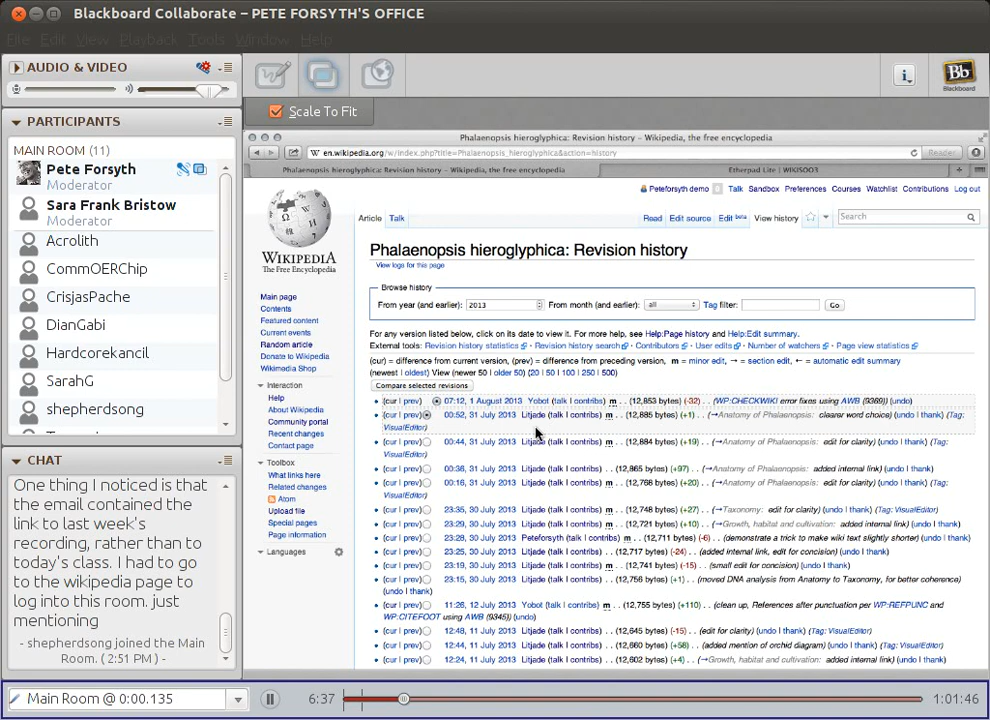 Blackboard Collaborate – PETE FORSYTH'S OFFICE
File Edit View Playback Tools Window Help
AUDIO & VIDEO
PARTICIPANTS
MAIN ROOM (11)
Pete Forsyth
Moderator
Sara Frank Bristow
Moderator
Acrolith
CommOERChip
CrisjasPache
DianGabi
Hardcorekancil
SarahG
shepherdsong
CHAT
One thing I noticed is that
the email contained the
link to last week's
recording, rather than to
today's class. I had to go
to the wikipedia page to
log into this room. just
mentioning
- shepherdsong joined the Main
Room. ( 2:51 PM ) -
Main Room @ 0:00.135
6:37
1:01:46
Scale To Fit
i
Bb
Blackboard
Phalaenopsis hieroglyphica: Revision history – Wikipedia, the free encyclopedia
W en.wikipedia.org/w/index.php?title=Phalaenopsis_hieroglyphica&action=history
Reader
Phalaenopsis hieroglyphica: Revision history – Wikipedia, the free encyclopedia
Etherpad Lite | WIKISOO3
Peteforsyth demo Talk Sandbox Preferences Courses Watchlist Contributions Log out
Article Talk Read Edit source Edit beta View history Search
WIKIPEDIA
The Free Encyclopedia
Main page
Contents
Featured content
Current events
Random article
Donate to Wikipedia
Wikimedia Shop
Interaction
Help
About Wikipedia
Community portal
Recent changes
Contact page
Toolbox
What links here
Related changes
Atom
Upload file
Special pages
Page information
Languages
Phalaenopsis hieroglyphica: Revision history
View logs for this page
Browse history
From year (and earlier): 2013 From month (and earlier): all Tag filter: Go
For any version listed below, click on its date to view it. For more help, see Help:Page history and Help:Edit summary.
External tools: Revision history statistics · Revision history search · Contributors · User edits · Number of watchers · Page view statistics
(cur) = difference from current version, (prev) = difference from preceding version, m = minor edit, → = section edit, ← = automatic edit summary
(newest | oldest) View (newer 50 | older 50) (20 | 50 | 100 | 250 | 500)
Compare selected revisions
(cur | prev) 07:12, 1 August 2013 Yobot (talk | contribs) m . . (12,853 bytes) (-32) . . (WP:CHECKWIKI error fixes using AWB (9369)) (undo)
(cur | prev) 00:52, 31 July 2013 Litjade (talk | contribs) m . . (12,885 bytes) (+1) . . (→Anatomy of Phalaenopsis: clearer word choice) (undo | thank) (Tag:
VisualEditor)
(cur | prev) 00:44, 31 July 2013 Litjade (talk | contribs) m . . (12,884 bytes) (+19) . . (→Anatomy of Phalaenopsis: edit for clarity) (undo | thank) (Tag:
VisualEditor)
(cur | prev) 00:36, 31 July 2013 Litjade (talk | contribs) . . (12,865 bytes) (+97) . . (→Anatomy of Phalaenopsis: added internal link) (undo | thank)
(cur | prev) 00:16, 31 July 2013 Litjade (talk | contribs) m . . (12,768 bytes) (+20) . . (→Anatomy of Phalaenopsis: edit for clarity) (undo | thank) (Tag:
VisualEditor)
(cur | prev) 23:35, 30 July 2013 Litjade (talk | contribs) m . . (12,748 bytes) (+27) . . (→Taxonomy: edit for clarity) (undo | thank) (Tag: VisualEditor)
(cur | prev) 23:29, 30 July 2013 Litjade (talk | contribs) m . . (12,721 bytes) (+10) . . (→Growth, habitat and cultivation: added internal link) (undo | thank)
(cur | prev) 23:28, 30 July 2013 Peteforsyth (talk | contribs) m . . (12,711 bytes) (-6) . . (demonstrate a trick to make wiki text slightly shorter) (undo | thank)
(cur | prev) 23:25, 30 July 2013 Litjade (talk | contribs) m . . (12,717 bytes) (-24) . . (added internal link, edit for concision) (undo | thank)
(cur | prev) 23:19, 30 July 2013 Litjade (talk | contribs) m . . (12,741 bytes) (-15) . . (small edit for concision) (undo | thank)
(cur | prev) 23:15, 30 July 2013 Litjade (talk | contribs) m . . (12,756 bytes) (+1) . . (moved DNA analysis from Anatomy to Taxonomy, for better coherence)
(undo | thank)
(cur | prev) 11:26, 12 July 2013 Yobot (talk | contribs) m . . (12,755 bytes) (+110) . . (clean up, References after punctuation per WP:REFPUNC and
WP:CITEFOOT using AWB (9345)) (undo)
(cur | prev) 12:48, 11 July 2013 Litjade (talk | contribs) m . . (12,645 bytes) (-15) . . (edit for clarity) (undo | thank) (Tag: VisualEditor)
(cur | prev) 12:44, 11 July 2013 Litjade (talk | contribs) m . . (12,660 bytes) (+58) . . (added mention of orchid diagram) (undo | thank)
(cur | prev) 12:24, 11 July 2013 Litjade (talk | contribs) m . . (12,602 bytes) (+4) . . (→Growth, habitat and cultivation: added internal link) (undo | thank)